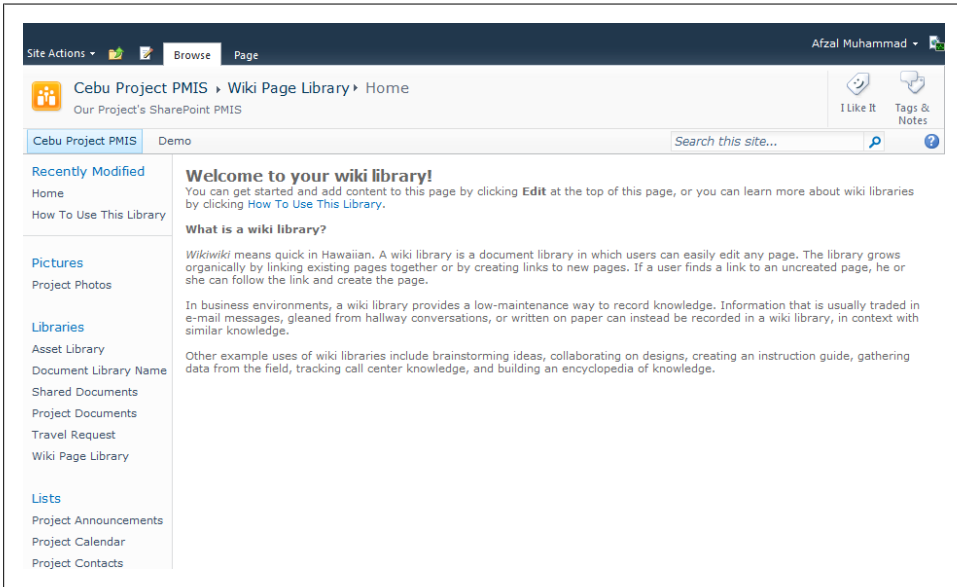 Afzal Muhammad
Site Actions Browse Page
Cebu Project PMIS Wiki Page Library Home
Our Project's SharePoint PMIS
I Like It Tags &
Notes
Cebu Project PMIS Demo Search this site...
Recently Modified
Home
How To Use This Library
Pictures
Project Photos
Libraries
Asset Library
Document Library Name
Shared Documents
Project Documents
Travel Request
Wiki Page Library
Lists
Project Announcements
Project Calendar
Project Contacts
Welcome to your wiki library!
You can get started and add content to this page by clicking Edit at the top of this page, or you can learn more about wiki libraries
by clicking How To Use This Library.
What is a wiki library?
Wikiwiki means quick in Hawaiian. A wiki library is a document library in which users can easily edit any page. The library grows
organically by linking existing pages together or by creating links to new pages. If a user finds a link to an uncreated page, he or
she can follow the link and create the page.
In business environments, a wiki library provides a low-maintenance way to record knowledge. Information that is usually traded in
e-mail messages, gleaned from hallway conversations, or written on paper can instead be recorded in a wiki library, in context with
similar knowledge.
Other example uses of wiki libraries include brainstorming ideas, collaborating on designs, creating an instruction guide, gathering
data from the field, tracking call center knowledge, and building an encyclopedia of knowledge.